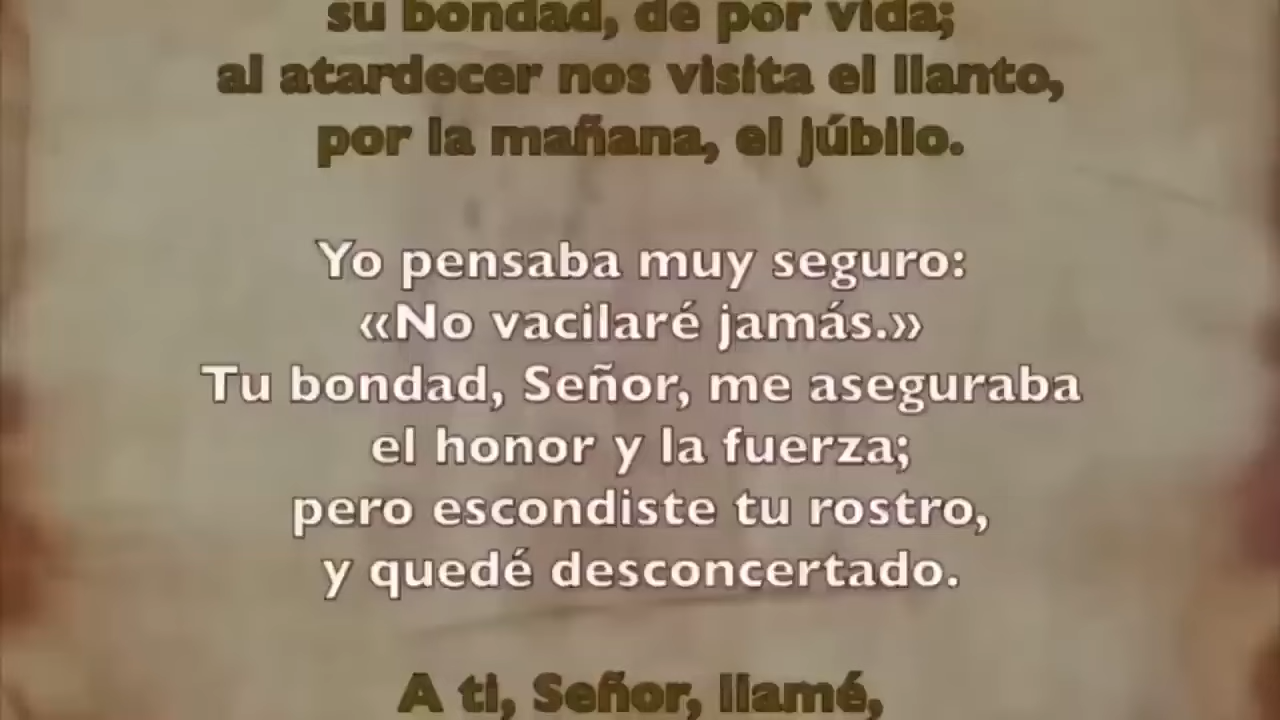 su bondad, de por vida;
al atardecer nos visita el llanto,
por la mañana, el júbilo.
Yo pensaba muy seguro:
«No vacilaré jamás.»
Tu bondad, Señor, me aseguraba
el honor y la fuerza;
pero escondiste tu rostro,
y quedé desconcertado.
A ti, Señor, llamé,